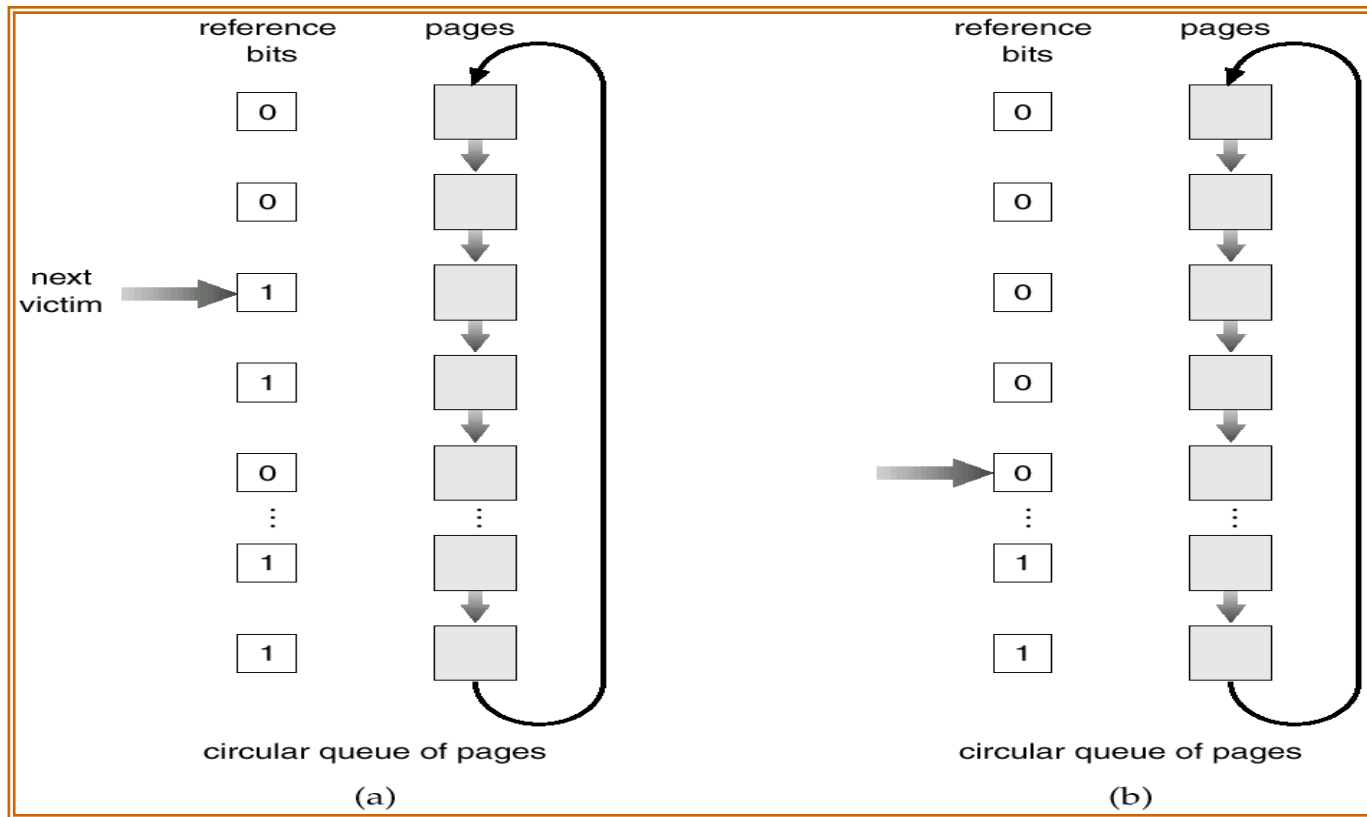 reference
bits
pages
0
0
next
victim
1
1
0
⋮ ⋮
1
1
circular queue of pages
(a)
reference
bits
pages
0
0
0
0
0
⋮ ⋮
1
1
circular queue of pages
(b)